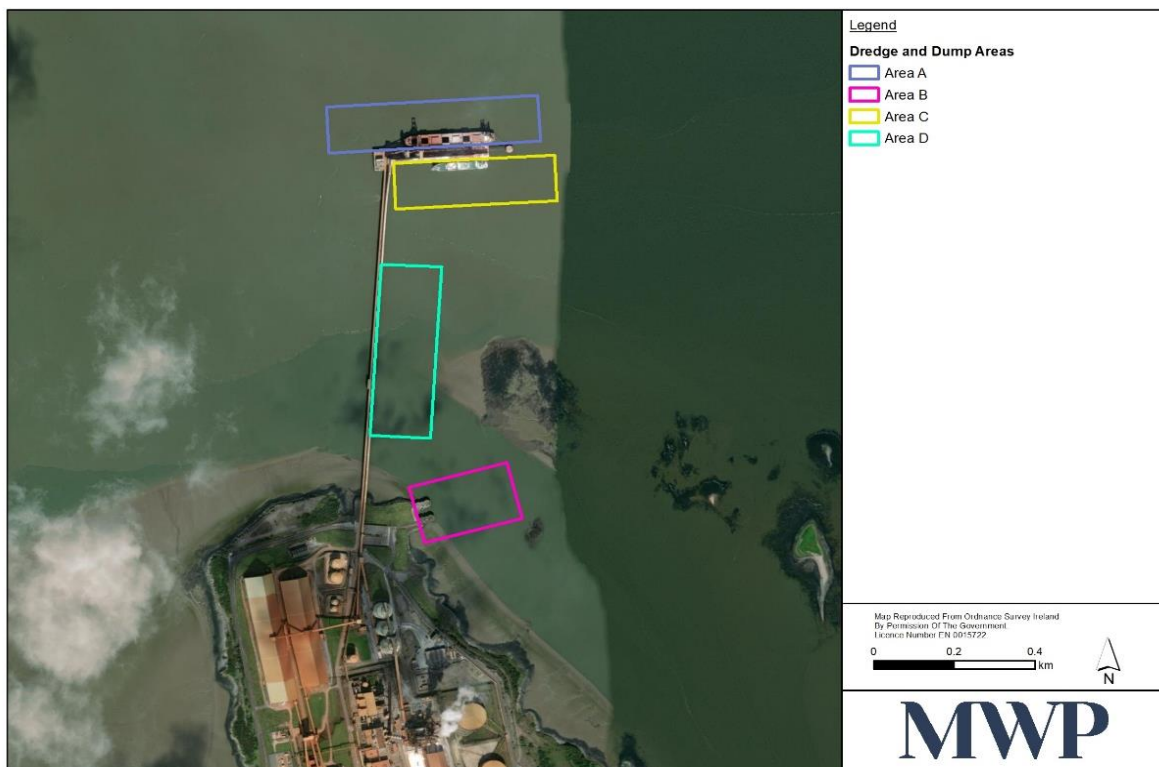 Legend
Dredge and Dump Areas
Area A
Area B
Area C
Area D
Map Reproduced From Ordnance Survey Ireland
By Permission Of The Government.
Licence Number EN 0015722
0 0.2 0.4
km
N
MWP